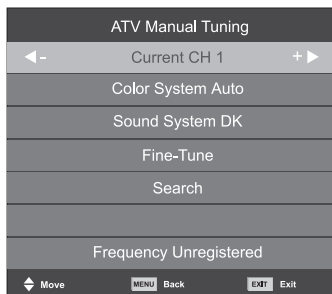 ATV Manual Tuning
- Current CH 1 +
Color System Auto
Sound System DK
Fine-Tune
Search
Frequency Unregistered
Move MENU Back EXIT Exit